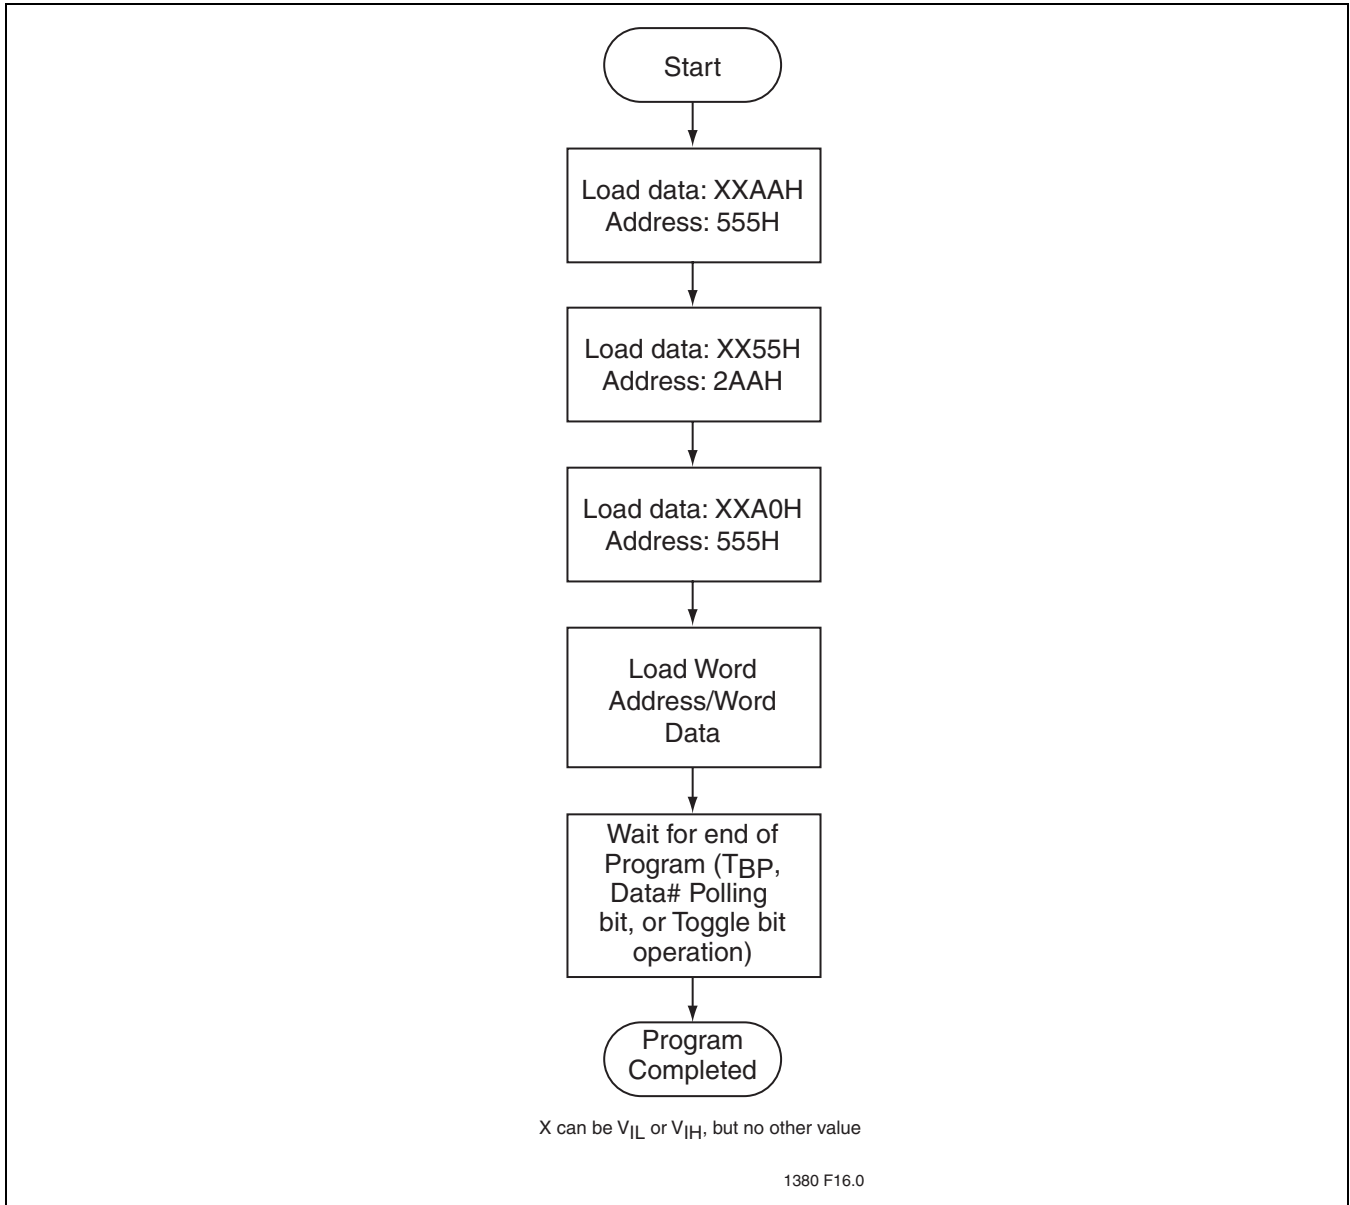 Start
Load data: XXAAH
Address: 555H
Load data: XX55H
Address: 2AAH
Load data: XXA0H
Address: 555H
Load Word
Address/Word
Data
Wait for end of
Program (TBP,
Data# Polling
bit, or Toggle bit
operation)
Program
Completed
X can be VIL or VIH, but no other value
1380 F16.0